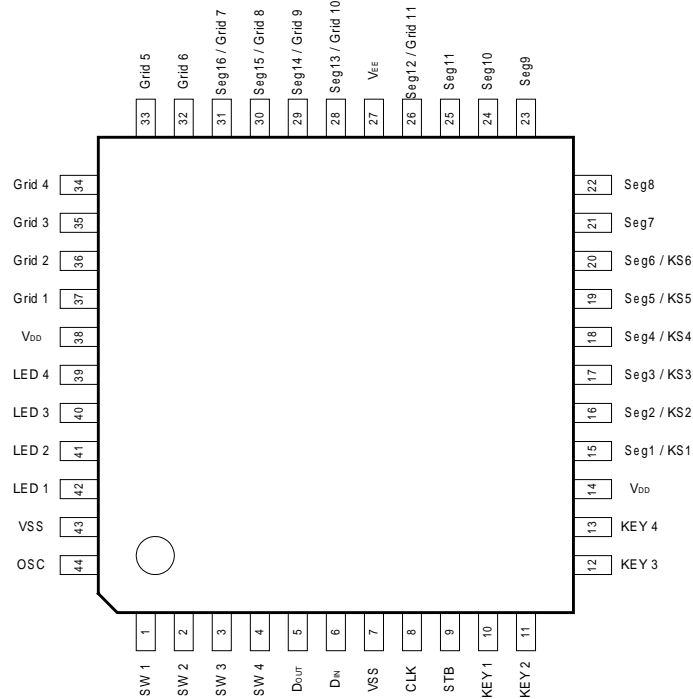 Grid 5
Grid 6
Seg16 / Grid 7
Seg15 / Grid 8
Seg14 / Grid 9
Seg13 / Grid 10
VEE
Seg12 / Grid 11
Seg11
Seg10
Seg9
33
32
31
30
29
28
27
26
25
24
23
Grid 4 34
Grid 3 35
Grid 2 36
Grid 1 37
VDD 38
LED 4 39
LED 3 40
LED 2 41
LED 1 42
VSS 43
OSC 44
22 Seg8
21 Seg7
20 Seg6 / KS6
19 Seg5 / KS5
18 Seg4 / KS4
17 Seg3 / KS3
16 Seg2 / KS2
15 Seg1 / KS1
14 VDD
13 KEY 4
12 KEY 3
1
2
3
4
5
6
7
8
9
10
11
SW 1
SW 2
SW 3
SW 4
DOUT
DIN
VSS
CLK
STB
KEY 1
KEY 2